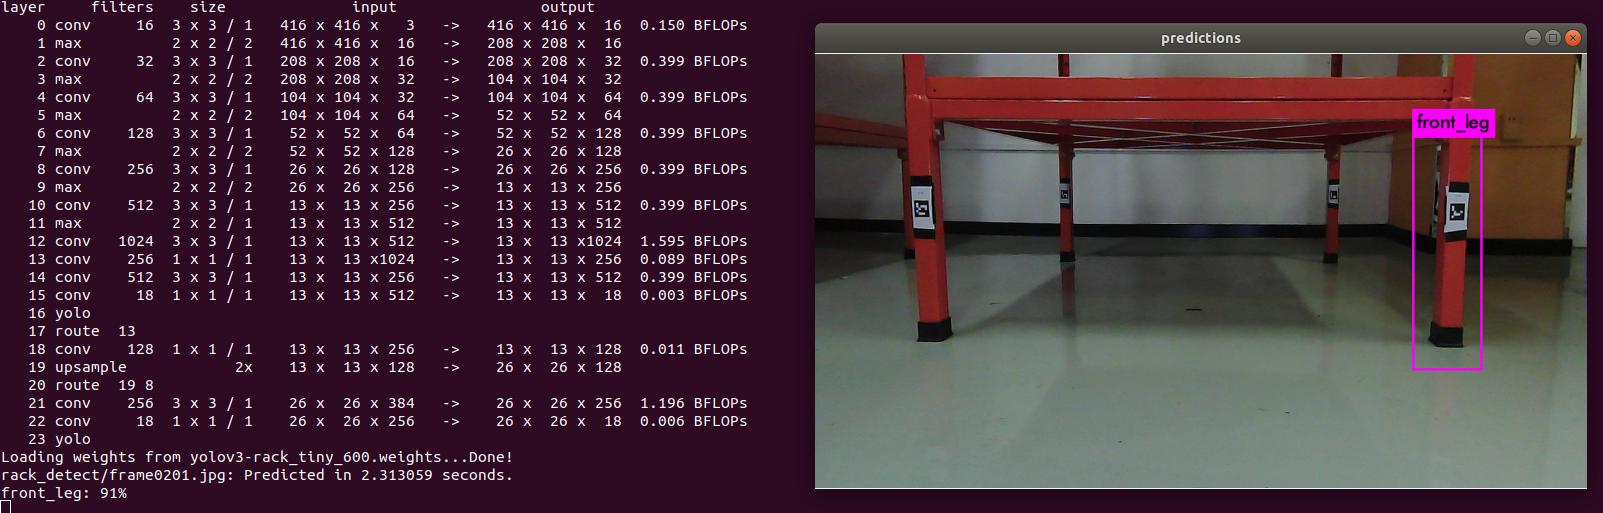 layer     filters    size              input                output
    0 conv     16  3 x 3 / 1   416 x 416 x   3   ->   416 x 416 x  16  0.150 BFLOPs
    1 max          2 x 2 / 2   416 x 416 x  16   ->   208 x 208 x  16
    2 conv     32  3 x 3 / 1   208 x 208 x  16   ->   208 x 208 x  32  0.399 BFLOPs
    3 max          2 x 2 / 2   208 x 208 x  32   ->   104 x 104 x  32
    4 conv     64  3 x 3 / 1   104 x 104 x  32   ->   104 x 104 x  64  0.399 BFLOPs
    5 max          2 x 2 / 2   104 x 104 x  64   ->    52 x  52 x  64
    6 conv    128  3 x 3 / 1    52 x  52 x  64   ->    52 x  52 x 128  0.399 BFLOPs
    7 max          2 x 2 / 2    52 x  52 x 128   ->    26 x  26 x 128
    8 conv    256  3 x 3 / 1    26 x  26 x 128   ->    26 x  26 x 256  0.399 BFLOPs
    9 max          2 x 2 / 2    26 x  26 x 256   ->    13 x  13 x 256
   10 conv    512  3 x 3 / 1    13 x  13 x 256   ->    13 x  13 x 512  0.399 BFLOPs
   11 max          2 x 2 / 1    13 x  13 x 512   ->    13 x  13 x 512
   12 conv   1024  3 x 3 / 1    13 x  13 x 512   ->    13 x  13 x1024  1.595 BFLOPs
   13 conv    256  1 x 1 / 1    13 x  13 x1024   ->    13 x  13 x 256  0.089 BFLOPs
   14 conv    512  3 x 3 / 1    13 x  13 x 256   ->    13 x  13 x 512  0.399 BFLOPs
   15 conv     18  1 x 1 / 1    13 x  13 x 512   ->    13 x  13 x  18  0.003 BFLOPs
   16 yolo
   17 route  13
   18 conv    128  1 x 1 / 1    13 x  13 x 256   ->    13 x  13 x 128  0.011 BFLOPs
   19 upsample            2x    13 x  13 x 128   ->    26 x  26 x 128
   20 route  19 8
   21 conv    256  3 x 3 / 1    26 x  26 x 384   ->    26 x  26 x 256  1.196 BFLOPs
   22 conv     18  1 x 1 / 1    26 x  26 x 256   ->    26 x  26 x  18  0.006 BFLOPs
   23 yolo
Loading weights from yolov3-rack_tiny_600.weights...Done!
rack_detect/frame0201.jpg: Predicted in 2.313059 seconds.
front_leg: 91%
predictions
front_leg